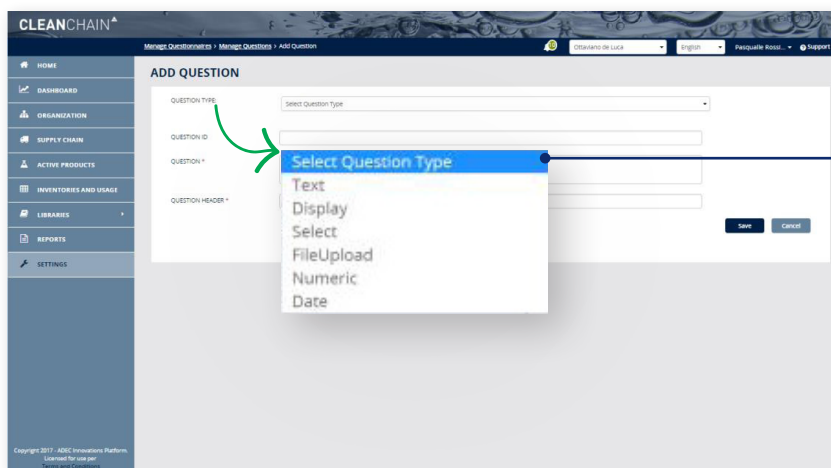 CLEANCHAIN
Manage Questionnaires > Manage Questions > Add Question
Ottaviano de Luca
English
Pasqualle Rossi...
Support
HOME
DASHBOARD
ORGANIZATION
SUPPLY CHAIN
ACTIVE PRODUCTS
INVENTORIES AND USAGE
LIBRARIES
REPORTS
SETTINGS
ADD QUESTION
QUESTION TYPE
Select Question Type
QUESTION ID
QUESTION *
QUESTION HEADER *
Select Question Type
Text
Display
Select
FileUpload
Numeric
Date
Save
Cancel
Copyright 2017 - ADEC Innovations Platform.
Licensed for use per
Terms and Conditions